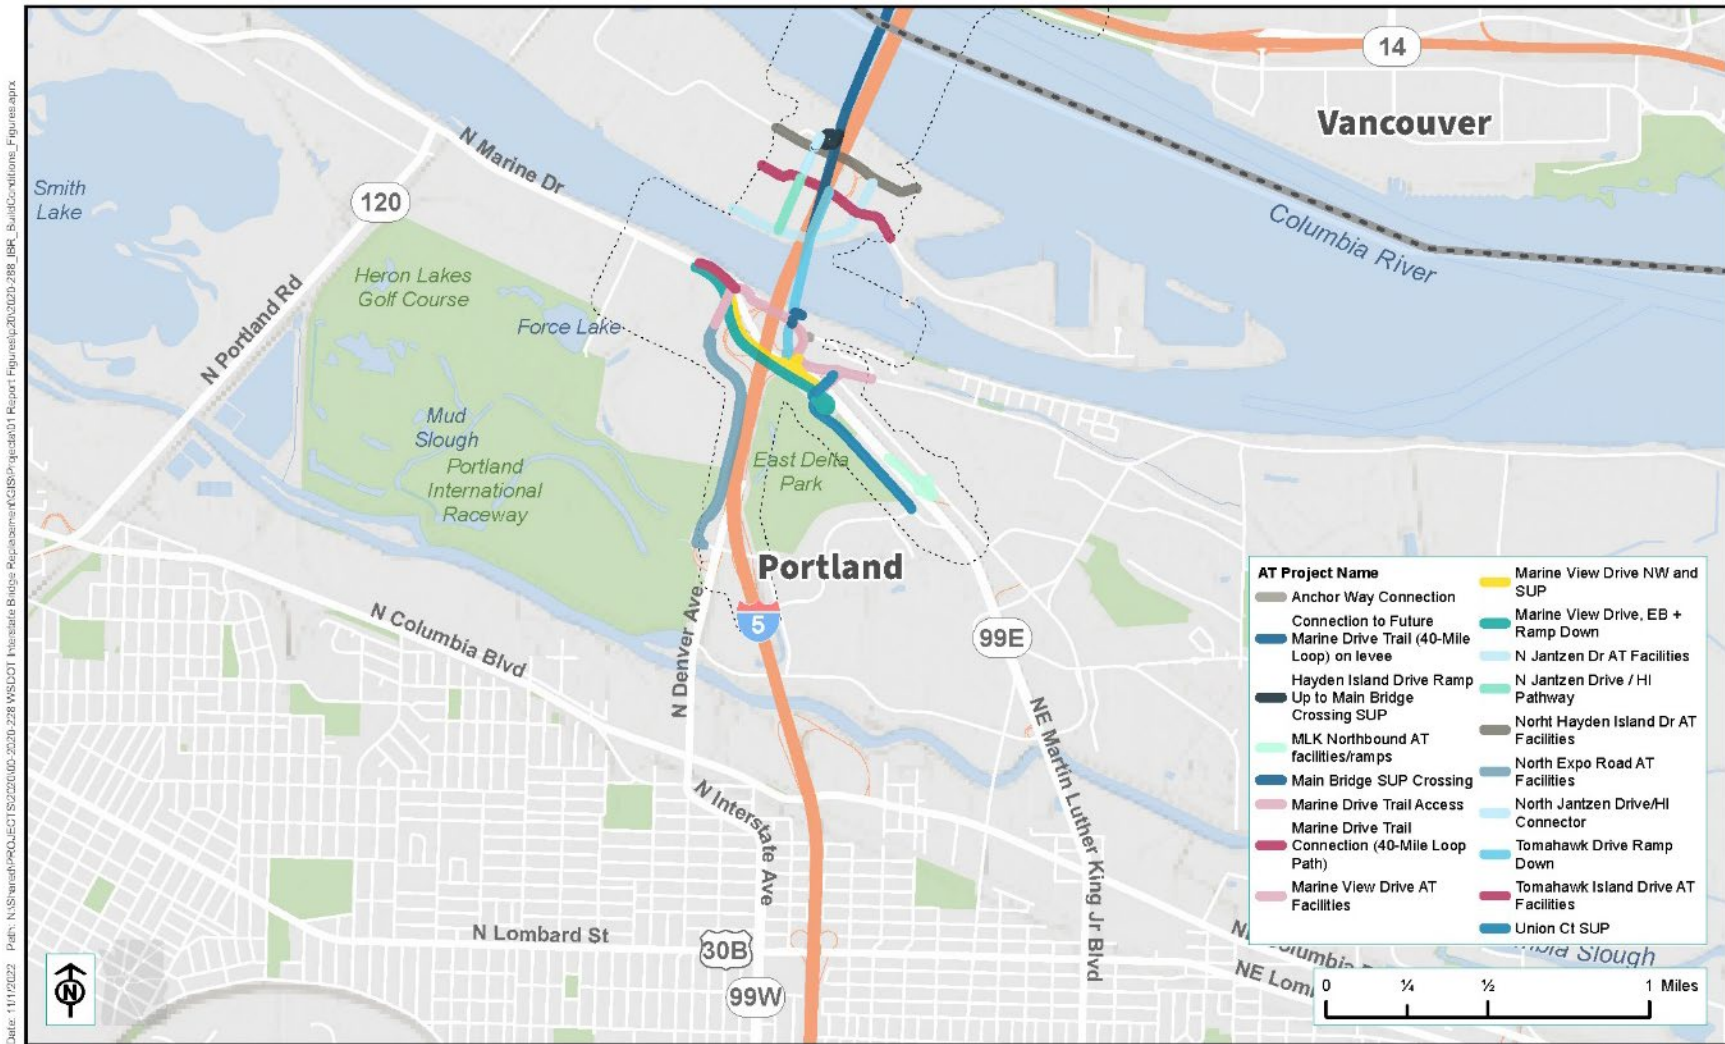 14
Vancouver
N Marine Dr
Smith
Lake
120
Columbia River
Heron Lakes
Golf Course
N Portland Rd
Force Lake
Mud
Slough
Portland
International
Raceway
East Delta
Park
Portland
5
N Denver Ave
99E
N Columbia Blvd
NE Martin Luther King Jr Blvd
N Interstate Ave
N Lombard St
30B
99W
NE Lom
mbia Slough
AT Project Name
Anchor Way Connection
Connection to Future
Marine Drive Trail (40-Mile
Loop) on levee
Hayden Island Drive Ramp
Up to Main Bridge
Crossing SUP
MLK Northbound AT
facilities/ramps
Main Bridge SUP Crossing
Marine Drive Trail Access
Marine Drive Trail
Connection (40-Mile Loop
Path)
Marine View Drive AT
Facilities
Marine View Drive NW and
SUP
Marine View Drive, EB +
Ramp Down
N Jantzen Dr AT Facilities
N Jantzen Drive / HI
Pathway
Norht Hayden Island Dr AT
Facilities
North Expo Road AT
Facilities
North Jantzen Drive/HI
Connector
Tomahawk Drive Ramp
Down
Tomahawk Island Drive AT
Facilities
Union Ct SUP
0 ¼ ½ 1 Miles
N
Date: 11/1/2022